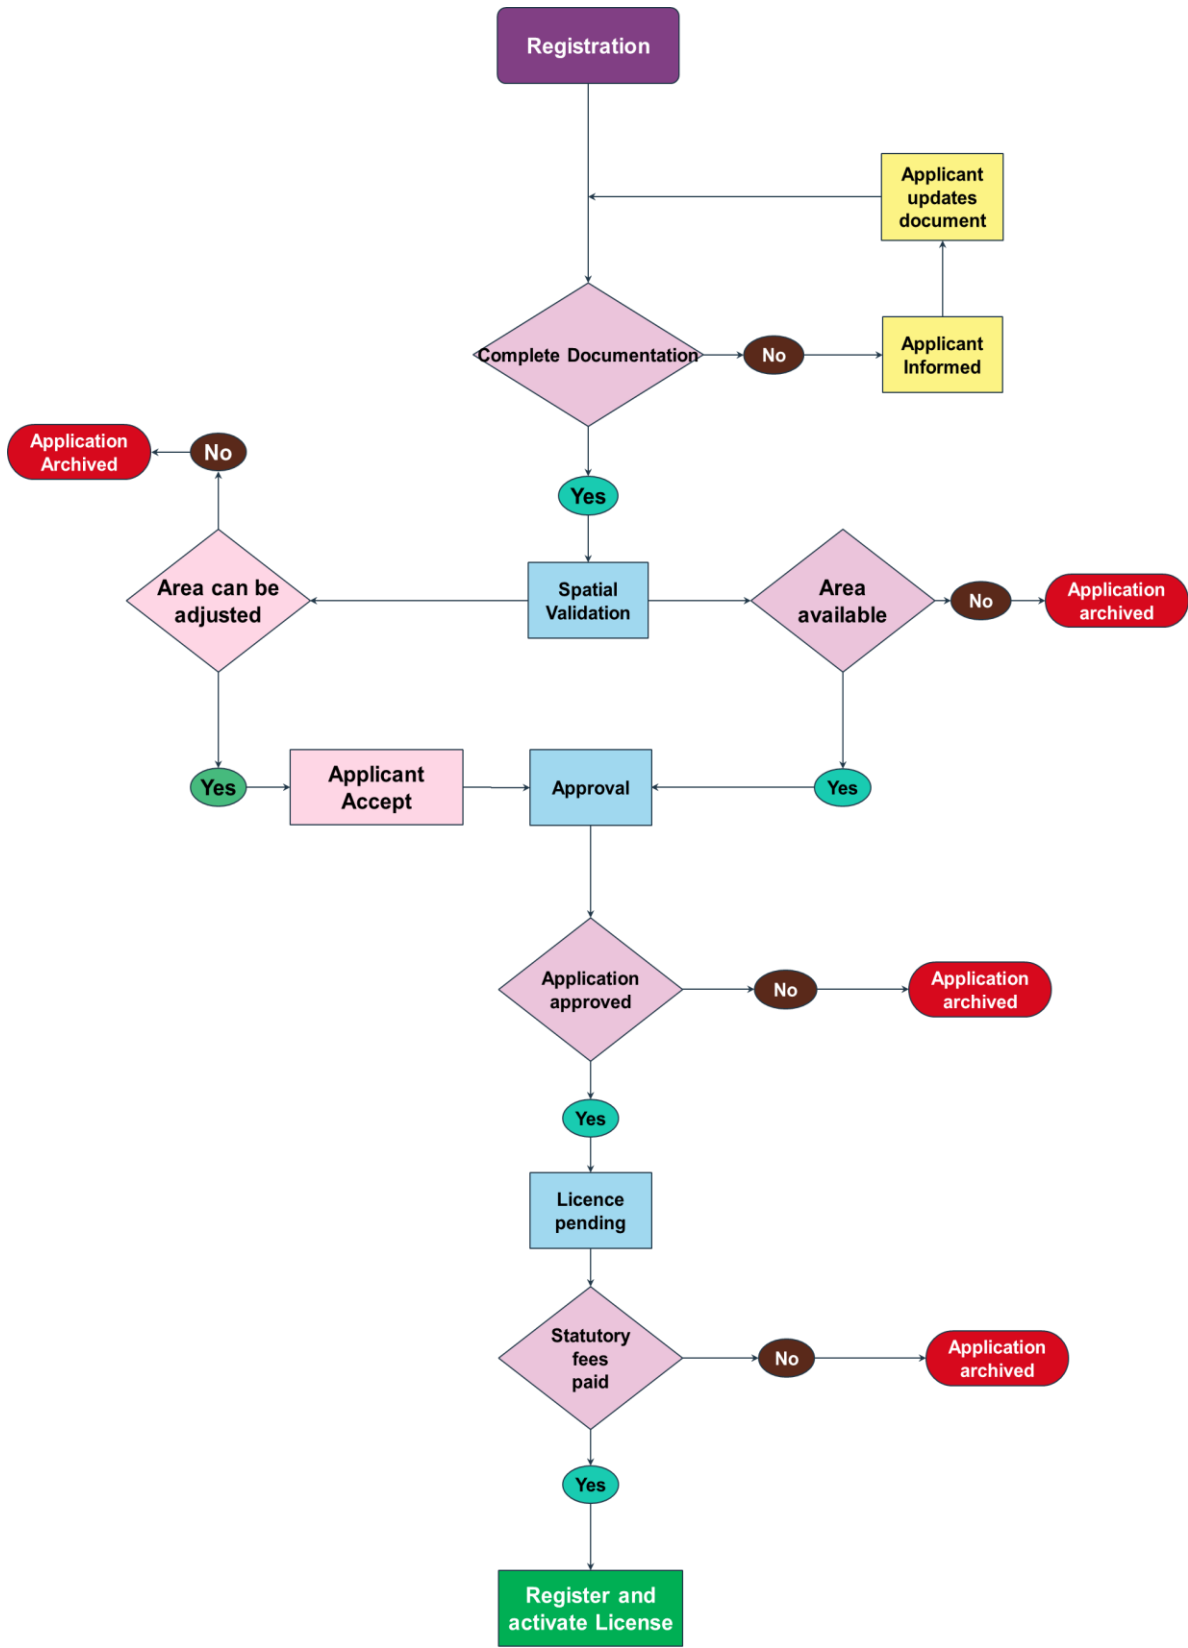 Registration
Applicant
updates
document
Complete Documentation
No
Applicant
Informed
Application
Archived
No
Yes
Area can be
adjusted
Spatial
Validation
Area
available
No
Application
archived
Yes
Applicant
Accept
Approval
Yes
Application
approved
No
Application
archived
Yes
Licence
pending
Statutory
fees
paid
No
Application
archived
Yes
Register and
activate License